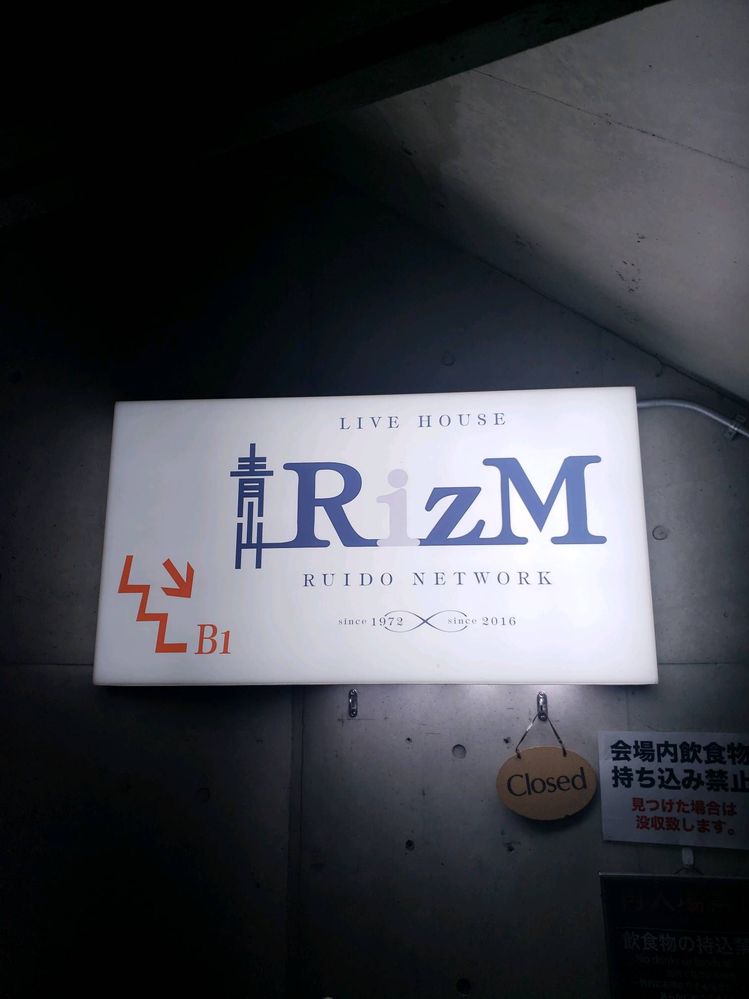 LIVE HOUSE
青山RizM
RUIDO NETWORK
since 1972 since 2016
B1
Closed
会場内飲食物
持ち込み禁止
見つけた場合は
没収致します。
飲食物の持込禁